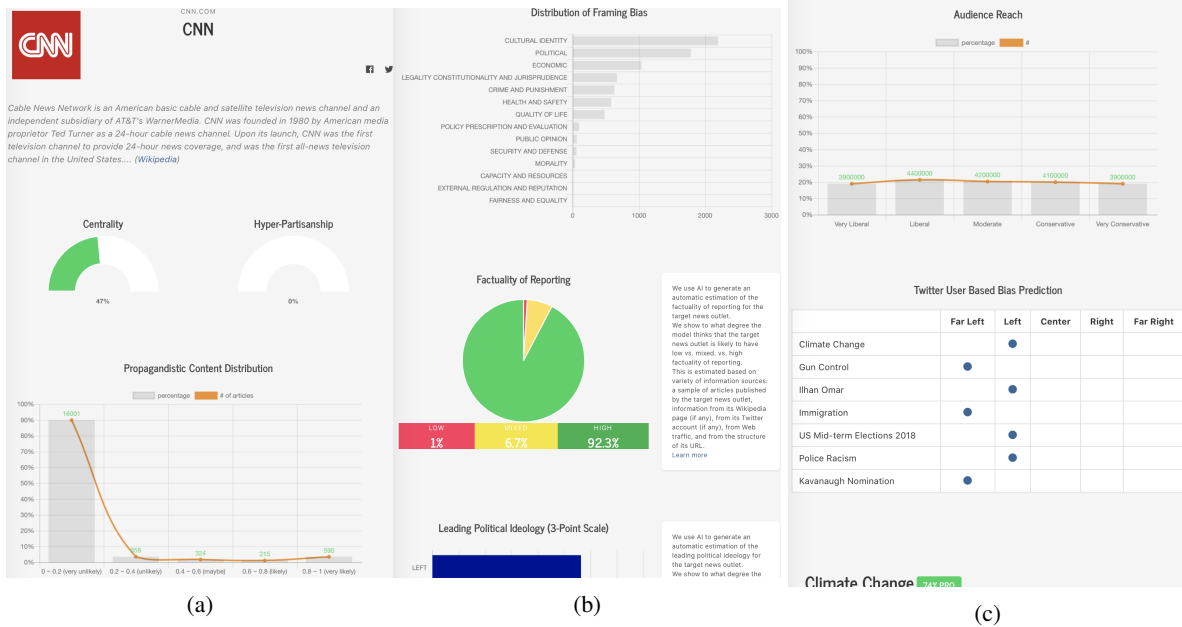 CNN.COM
CNN
CNN
Cable News Network is an American basic cable and satellite television news channel and an
independent subsidiary of AT&T's WarnerMedia. CNN was founded in 1980 by American media
proprietor Ted Turner as a 24-hour cable news channel. Upon its launch, CNN was the first
television channel to provide 24-hour news coverage, and was the first all-news television
channel in the United States.... (Wikipedia)
Centrality
Hyper-Partisanship
47%
0%
Propagandistic Content Distribution
percentage
# of articles
100%
90%
80%
70%
60%
50%
40%
30%
20%
10%
0%
16001
324
215
590
0 ~ 0.2 (very unlikely)
0.2 ~ 0.4 (unlikely)
0.4 ~ 0.6 (maybe)
0.6 ~ 0.8 (likely)
0.8 ~ 1 (very likely)
(a)
Distribution of Framing Bias
CULTURAL IDENTITY
POLITICAL
ECONOMIC
LEGALITY CONSTITUTIONALITY AND JURISPRUDENCE
CRIME AND PUNISHMENT
HEALTH AND SAFETY
QUALITY OF LIFE
POLICY PRESCRIPTION AND EVALUATION
PUBLIC OPINION
SECURITY AND DEFENSE
MORALITY
CAPACITY AND RESOURCES
EXTERNAL REGULATION AND REPUTATION
FAIRNESS AND EQUALITY
0
1000
2000
3000
Factuality of Reporting
LOW
MIXED
HIGH
1%
6.7%
92.3%
We use AI to generate an
automatic estimation of the
factuality of reporting for the
target news outlet.
We show to what degree the
model thinks that the target
news outlet is likely to have
low vs. mixed. vs. high
factuality of reporting.
This is estimated based on
variety of information sources:
a sample of articles published
by the target news outlet,
information from its Wikipedia
page (if any), from its Twitter
account (if any), from Web
traffic, and from the structure
of its URL.
Learn more
Leading Political Ideology (3-Point Scale)
LEFT
We use AI to generate an
automatic estimation of the
leading political ideology for
the target news outlet.
We show to what degree the
(b)
Audience Reach
percentage
#
100%
90%
80%
70%
60%
50%
40%
30%
20%
10%
0%
3900000
4400000
4200000
4100000
3900000
Very Liberal
Liberal
Moderate
Conservative
Very Conservative
Twitter User Based Bias Prediction
Far Left
Left
Center
Right
Far Right
Climate Change
Gun Control
Ilhan Omar
Immigration
US Mid-term Elections 2018
Police Racism
Kavanaugh Nomination
Climate Change
74% PRO
(c)